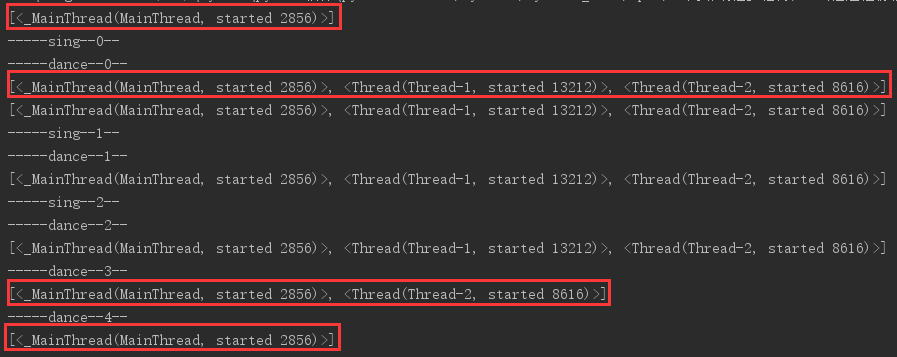 [<_MainThread(MainThread, started 2856)>]
-----sing--0--
-----dance--0--
[<_MainThread(MainThread, started 2856)>, <Thread(Thread-1, started 13212)>, <Thread(Thread-2, started 8616)>]
[<_MainThread(MainThread, started 2856)>, <Thread(Thread-1, started 13212)>, <Thread(Thread-2, started 8616)>]
-----sing--1--
-----dance--1--
[<_MainThread(MainThread, started 2856)>, <Thread(Thread-1, started 13212)>, <Thread(Thread-2, started 8616)>]
-----sing--2--
-----dance--2--
[<_MainThread(MainThread, started 2856)>, <Thread(Thread-1, started 13212)>, <Thread(Thread-2, started 8616)>]
-----dance--3--
[<_MainThread(MainThread, started 2856)>, <Thread(Thread-2, started 8616)>]
-----dance--4--
[<_MainThread(MainThread, started 2856)>]